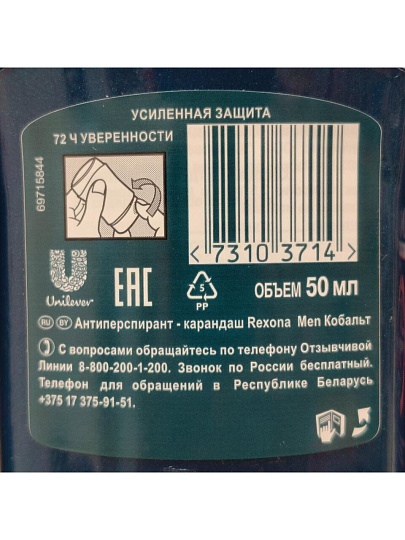 УСИЛЕННАЯ ЗАЩИТА
72 Ч УВЕРЕННОСТИ
69715844
<7310 3714>
Unilever
EAC
5
PP
ОБЪЕМ 50 МЛ
RU BY Антиперспирант - карандаш Rexona Men Кобальт
С вопросами обращайтесь по телефону Отзывчивой
Линии 8-800-200-1-200. Звонок по России бесплатный.
Телефон для обращений в Республике Беларусь
+375 17 375-91-51.